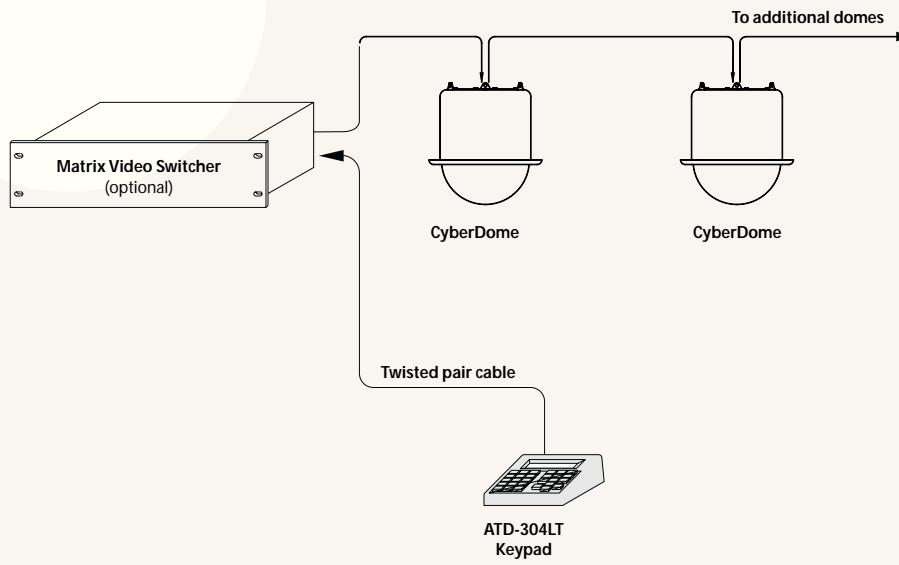 To additional domes
Matrix Video Switcher
(optional)
CyberDome
CyberDome
Twisted pair cable
ATD-304LT
Keypad